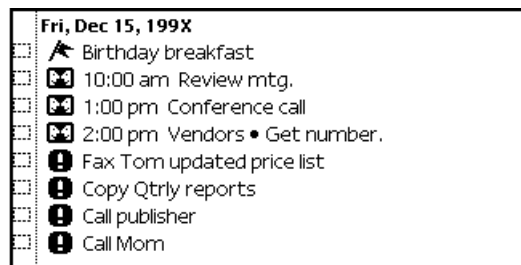 Fri, Dec 15, 199X
Birthday breakfast
10:00 am Review mtg.
1:00 pm Conference call
2:00 pm Vendors • Get number.
Fax Tom updated price list
Copy Qtrly reports
Call publisher
Call Mom